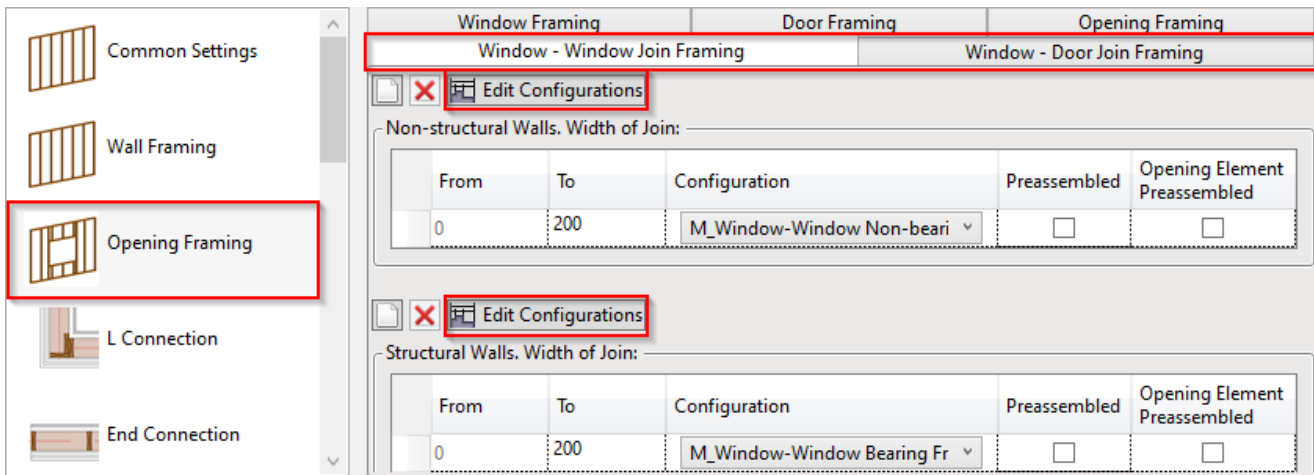 Common Settings
Wall Framing
Opening Framing
L Connection
End Connection
Window Framing Door Framing Opening Framing
Window - Window Join Framing Window - Door Join Framing
Edit Configurations
Non-structural Walls. Width of Join:
From To Configuration Preassembled Opening Element Preassembled
0 200 M_Window-Window Non-beari
Edit Configurations
Structural Walls. Width of Join:
From To Configuration Preassembled Opening Element Preassembled
0 200 M_Window-Window Bearing Fr